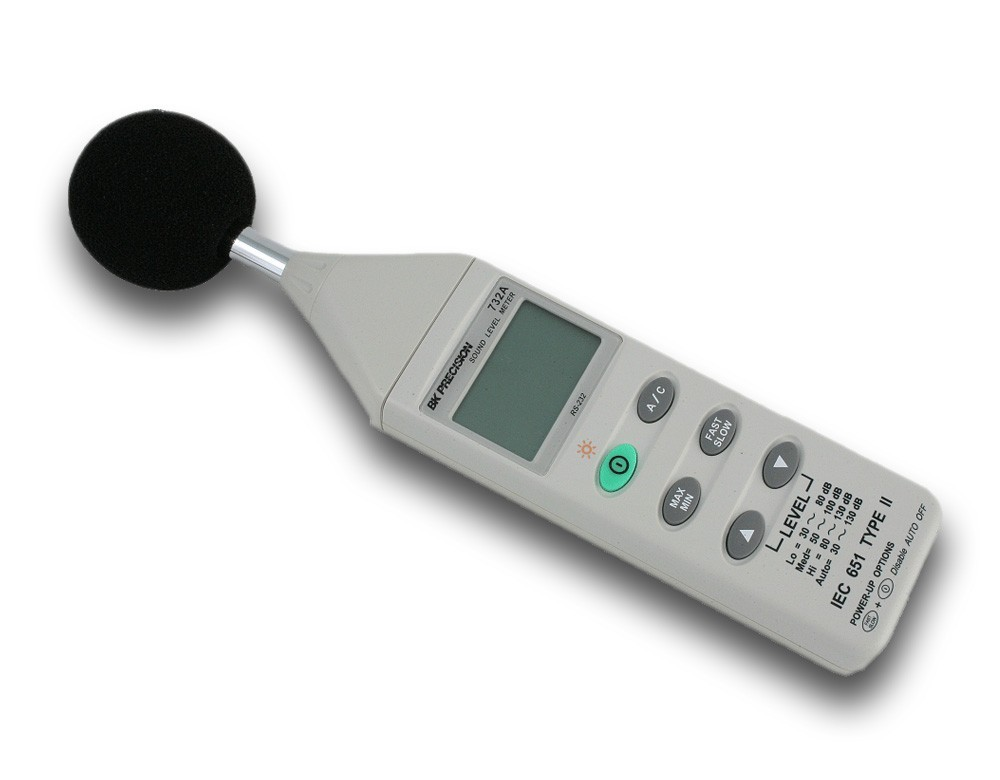 BK PRECISION 732A
SOUND LEVEL METER
RS-232
A / C
FAST
SLOW
MAX
MIN
LEVEL
Lo = 30 ~ 80 dB
Med= 50 ~ 100 dB
Hi = 80 ~ 130 dB
Auto= 30 ~ 130 dB
IEC 651 TYPE II
POWER-UP OPTIONS
FAST
SLOW
+ Disable AUTO OFF